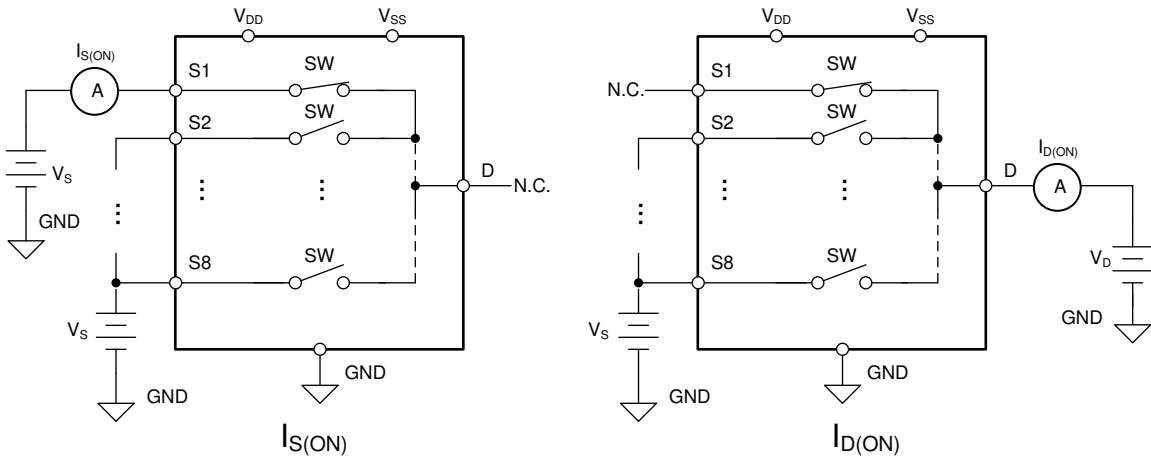 V_DD
V_SS
I_S(ON)
A
S1
SW
S2
SW
V_S
GND
...
...
...
D
N.C.
S8
SW
V_S
GND
GND
I_S(ON)
V_DD
V_SS
N.C.
S1
SW
S2
SW
...
...
...
D
I_D(ON)
A
S8
SW
V_D
GND
V_S
GND
GND
I_D(ON)